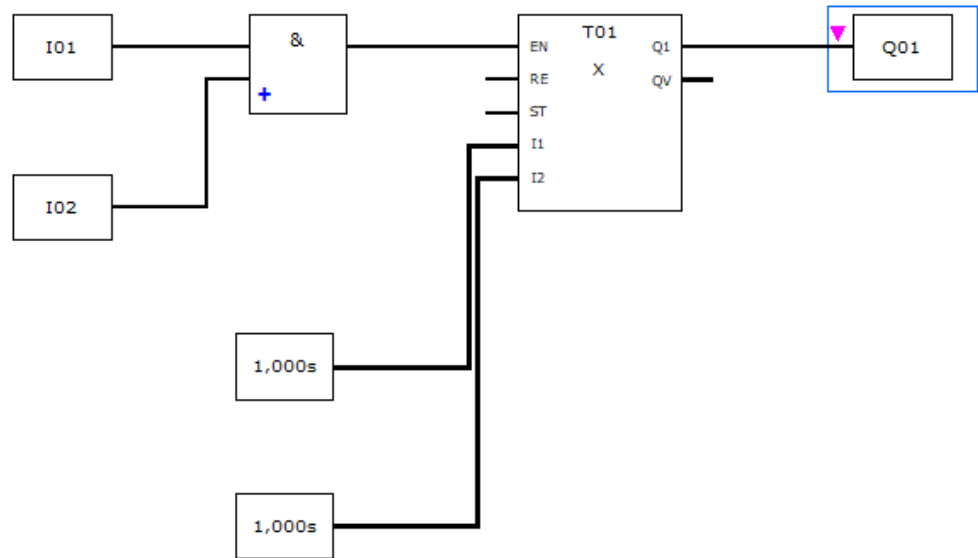 I01
&
+
T01
X
EN
RE
ST
I1
I2
Q1
QV
Q01
I02
1,000s
1,000s